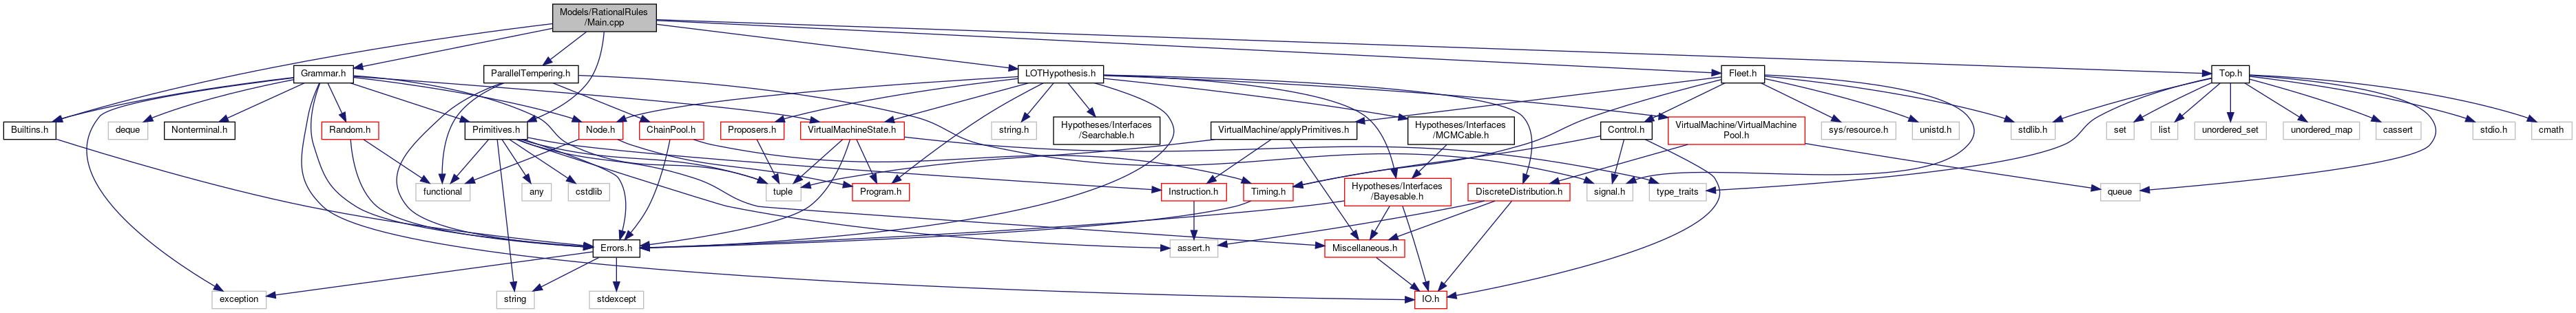 Models/RationalRules
/Main.cpp
Grammar.h
ParallelTempering.h
LOTHypothesis.h
Fleet.h
Top.h
Builtins.h
deque
Nonterminal.h
Random.h
Primitives.h
Node.h
ChainPool.h
Proposers.h
VirtualMachineState.h
string.h
Hypotheses/Interfaces
/Searchable.h
VirtualMachine/applyPrimitives.h
Hypotheses/Interfaces
/MCMCable.h
Control.h
VirtualMachine/VirtualMachine
Pool.h
sys/resource.h
unistd.h
stdlib.h
set
list
unordered_set
unordered_map
cassert
stdio.h
cmath
functional
any
cstdlib
tuple
Program.h
Instruction.h
Timing.h
Hypotheses/Interfaces
/Bayesable.h
DiscreteDistribution.h
signal.h
type_traits
queue
Errors.h
assert.h
Miscellaneous.h
exception
string
stdexcept
IO.h